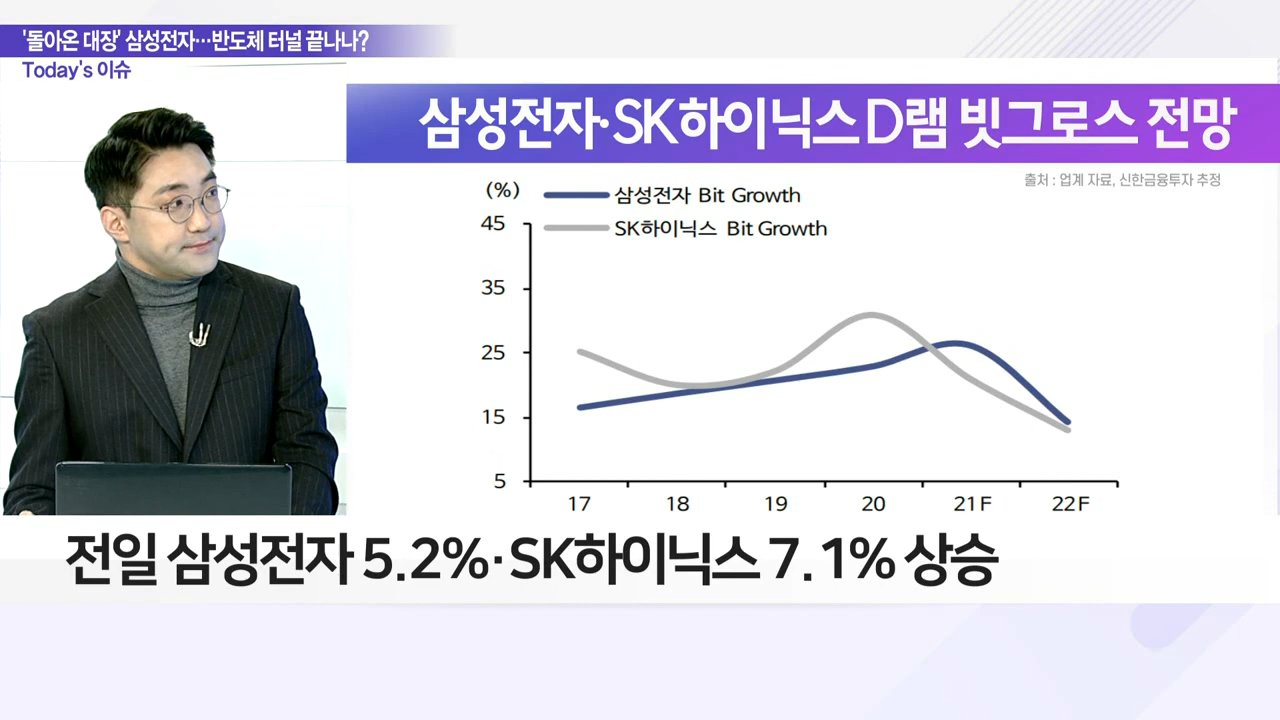 '돌아온 대장' 삼성전자…반도체 터널 끝나나?
Today's 이슈
삼성전자·SK하이닉스 D램 빗그로스 전망
출처 : 업계 자료, 신한금융투자 추정
(%)
삼성전자 Bit Growth
SK하이닉스 Bit Growth
45
35
25
15
5
17 18 19 20 21F 22F
전일 삼성전자 5.2%·SK하이닉스 7.1% 상승